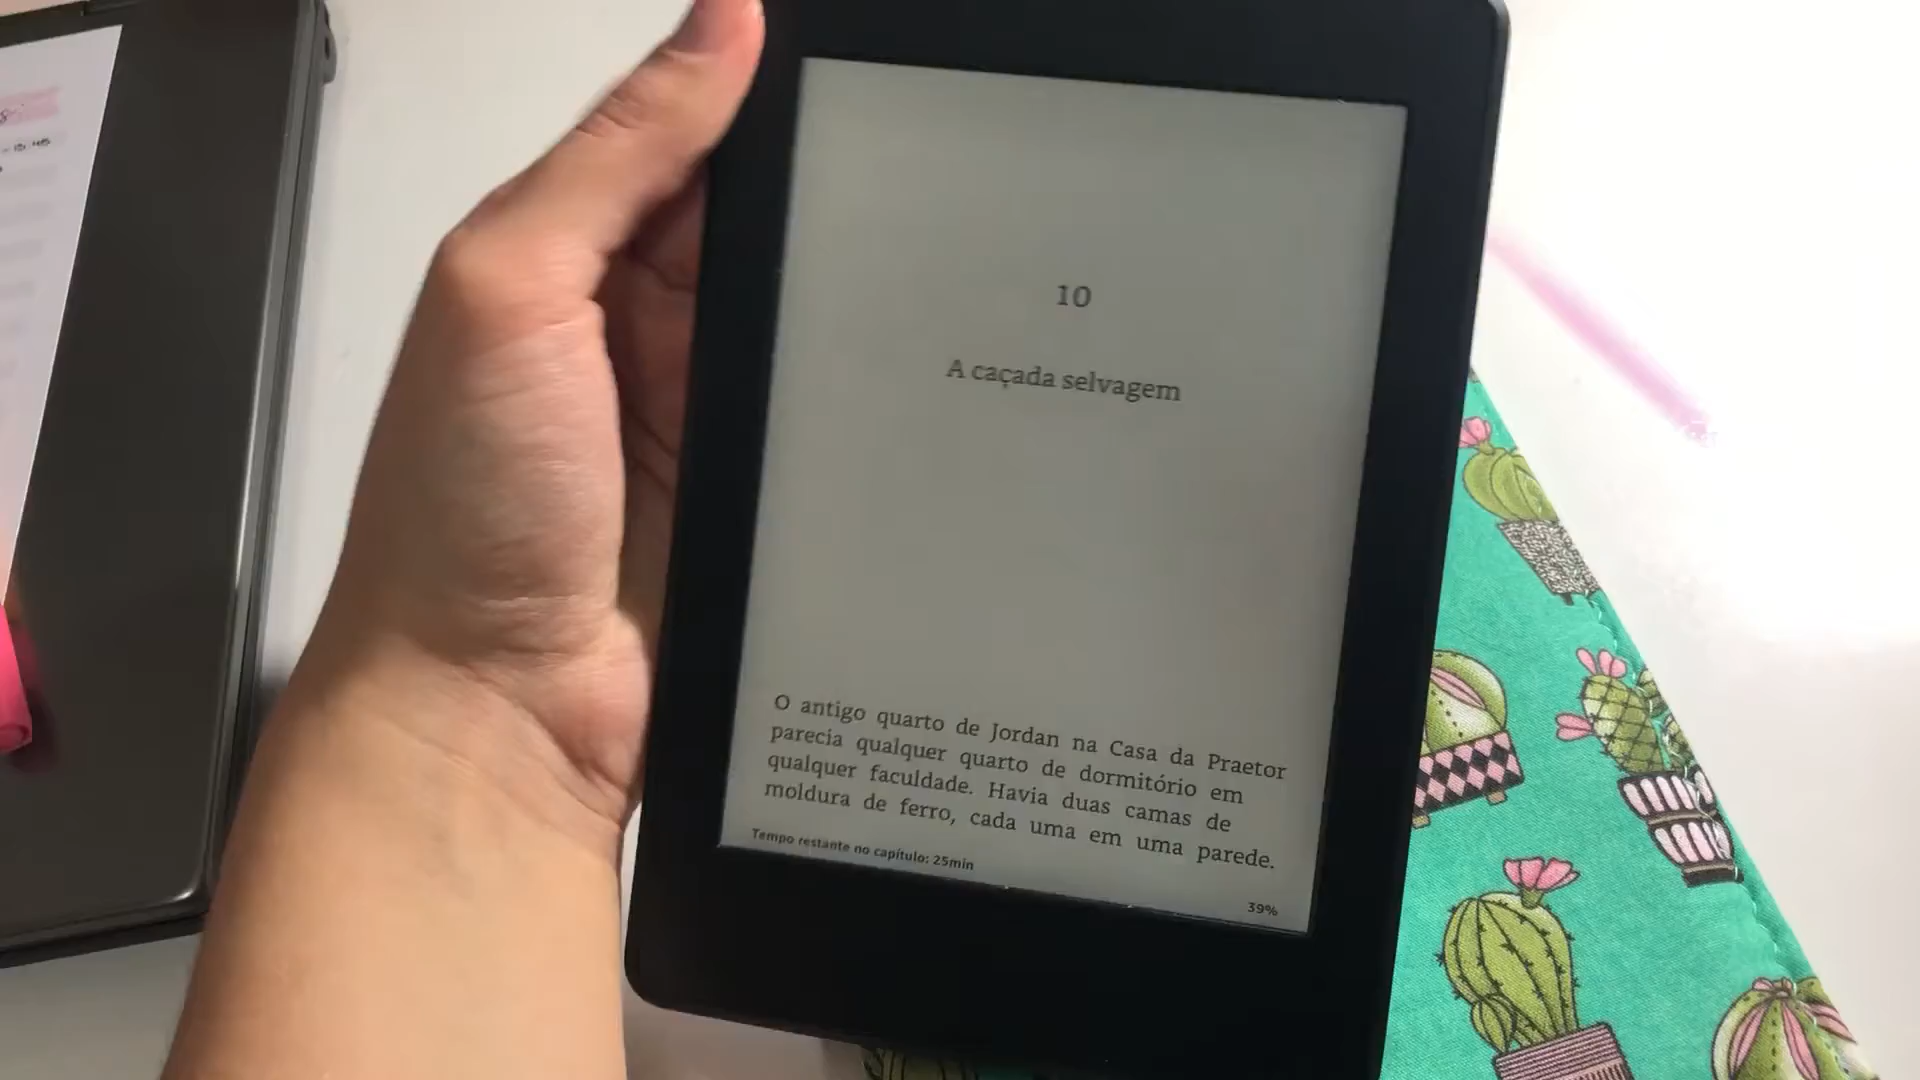 10
A caçada selvagem
O antigo quarto de Jordan na Casa da Praetor
parecia qualquer quarto de dormitório em
qualquer faculdade. Havia duas camas de
moldura de ferro, cada uma em uma parede.
Tempo restante no capítulo: 25min
39%